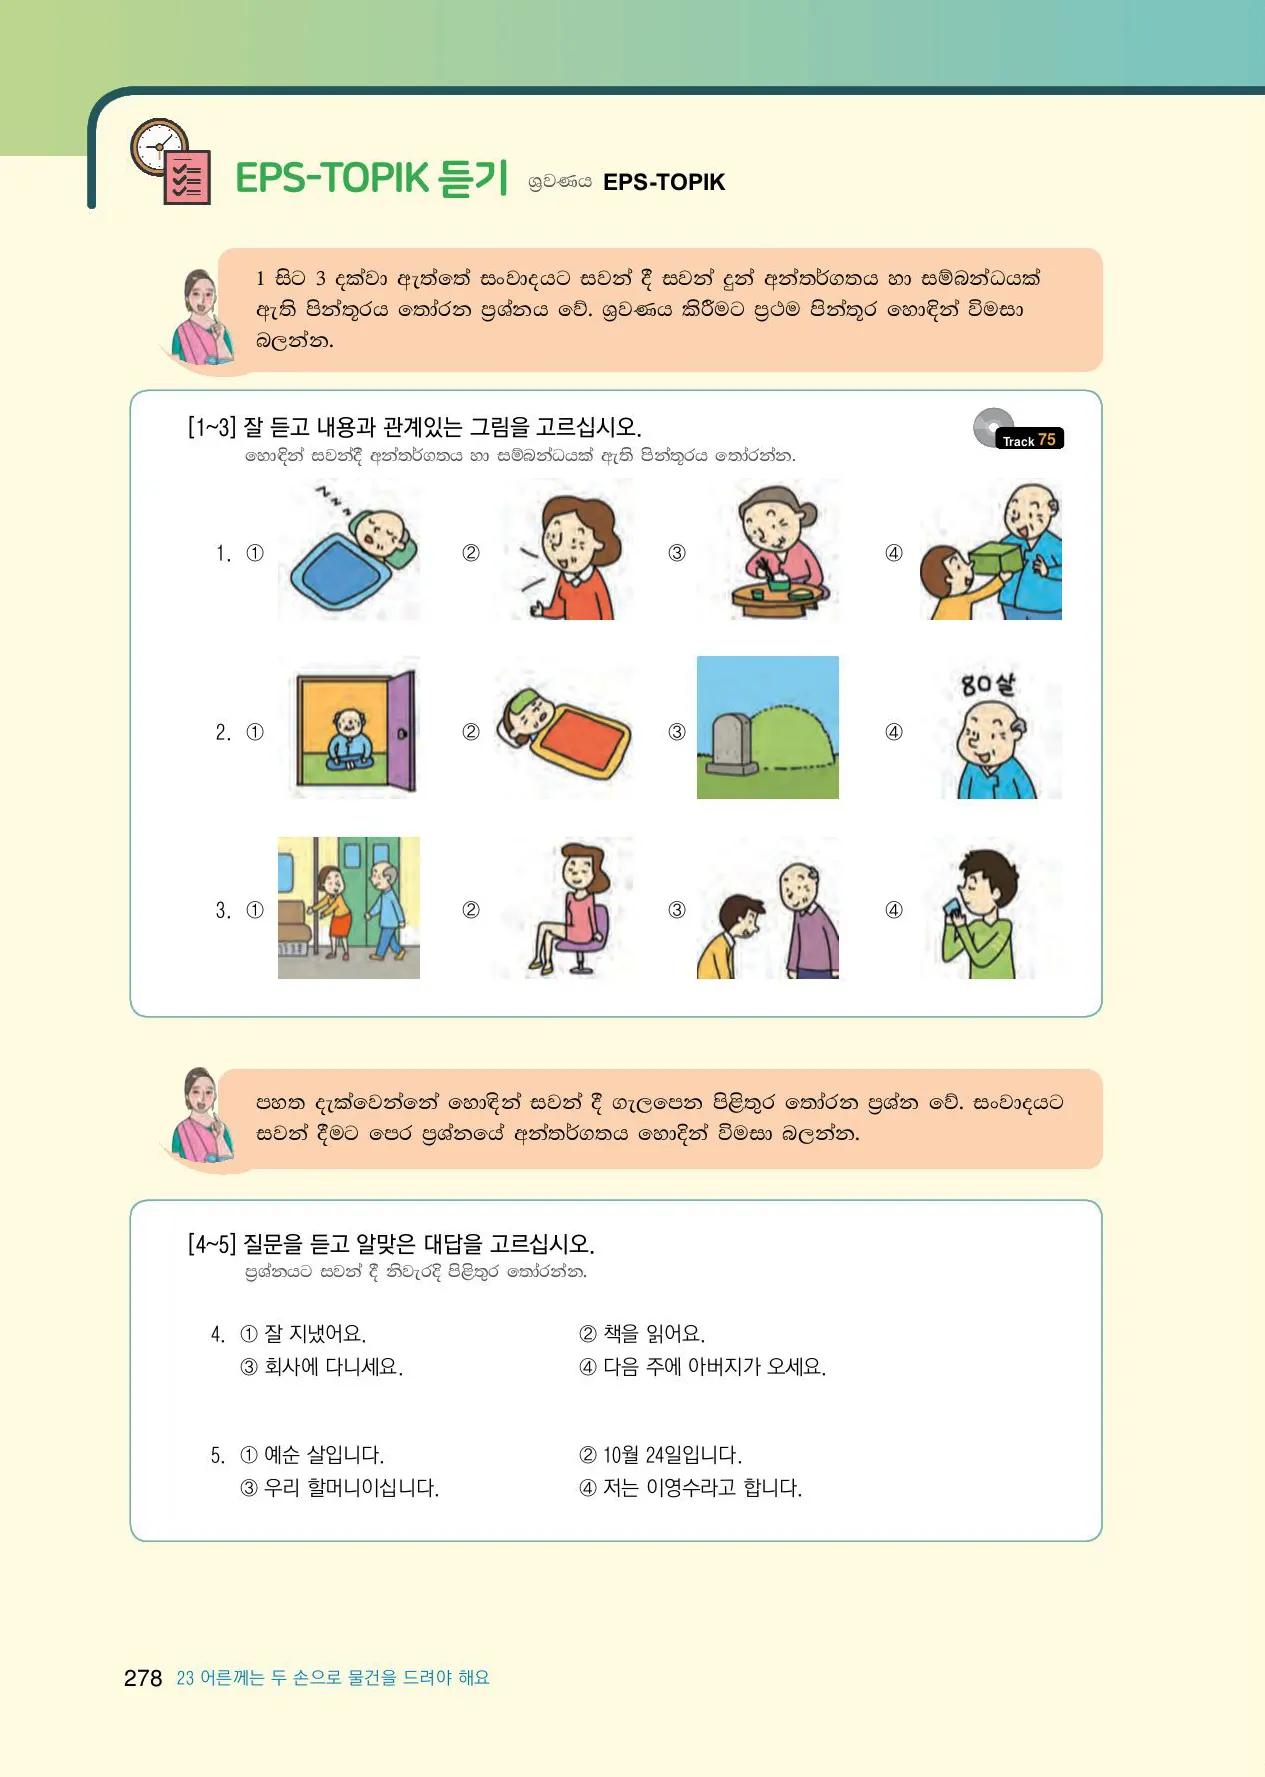 EPS-TOPIK 듣기 ශ්‍රවණය EPS-TOPIK
1 සිට 3 දක්වා ඇත්තේ සංවාදයට සවන් දී සවන් දුන් අන්තර්ගතය හා සම්බන්ධයක්
ඇති පින්තූරය තෝරන ප්‍රශ්නය වේ. ශ්‍රවණය කිරීමට ප්‍රථම පින්තූර හොඳින් විමසා
බලන්න.
[1~3] 잘 듣고 내용과 관계있는 그림을 고르십시오.
Track 75
හොඳින් සවන්දී අන්තර්ගතය හා සම්බන්ධයක් ඇති පින්තූරය තෝරන්න.
zzzz
1. ① ② ③ ④
80살
2. ① ② ③ ④
3. ① ② ③ ④
පහත දැක්වෙන්නේ හොඳින් සවන් දී ගැලපෙන පිළිතුර තෝරන ප්‍රශ්න වේ. සංවාදයට
සවන් දීමට පෙර ප්‍රශ්නයේ අන්තර්ගතය හොදින් විමසා බලන්න.
[4~5] 질문을 듣고 알맞은 대답을 고르십시오.
ප්‍රශ්නයට සවන් දී නිවැරදි පිළිතුර තෝරන්න.
4. ① 잘 지냈어요. ② 책을 읽어요.
③ 회사에 다니세요. ④ 다음 주에 아버지가 오세요.
5. ① 예순 살입니다. ② 10월 24일입니다.
③ 우리 할머니이십니다. ④ 저는 이영수라고 합니다.
278 23 어른께는 두 손으로 물건을 드려야 해요